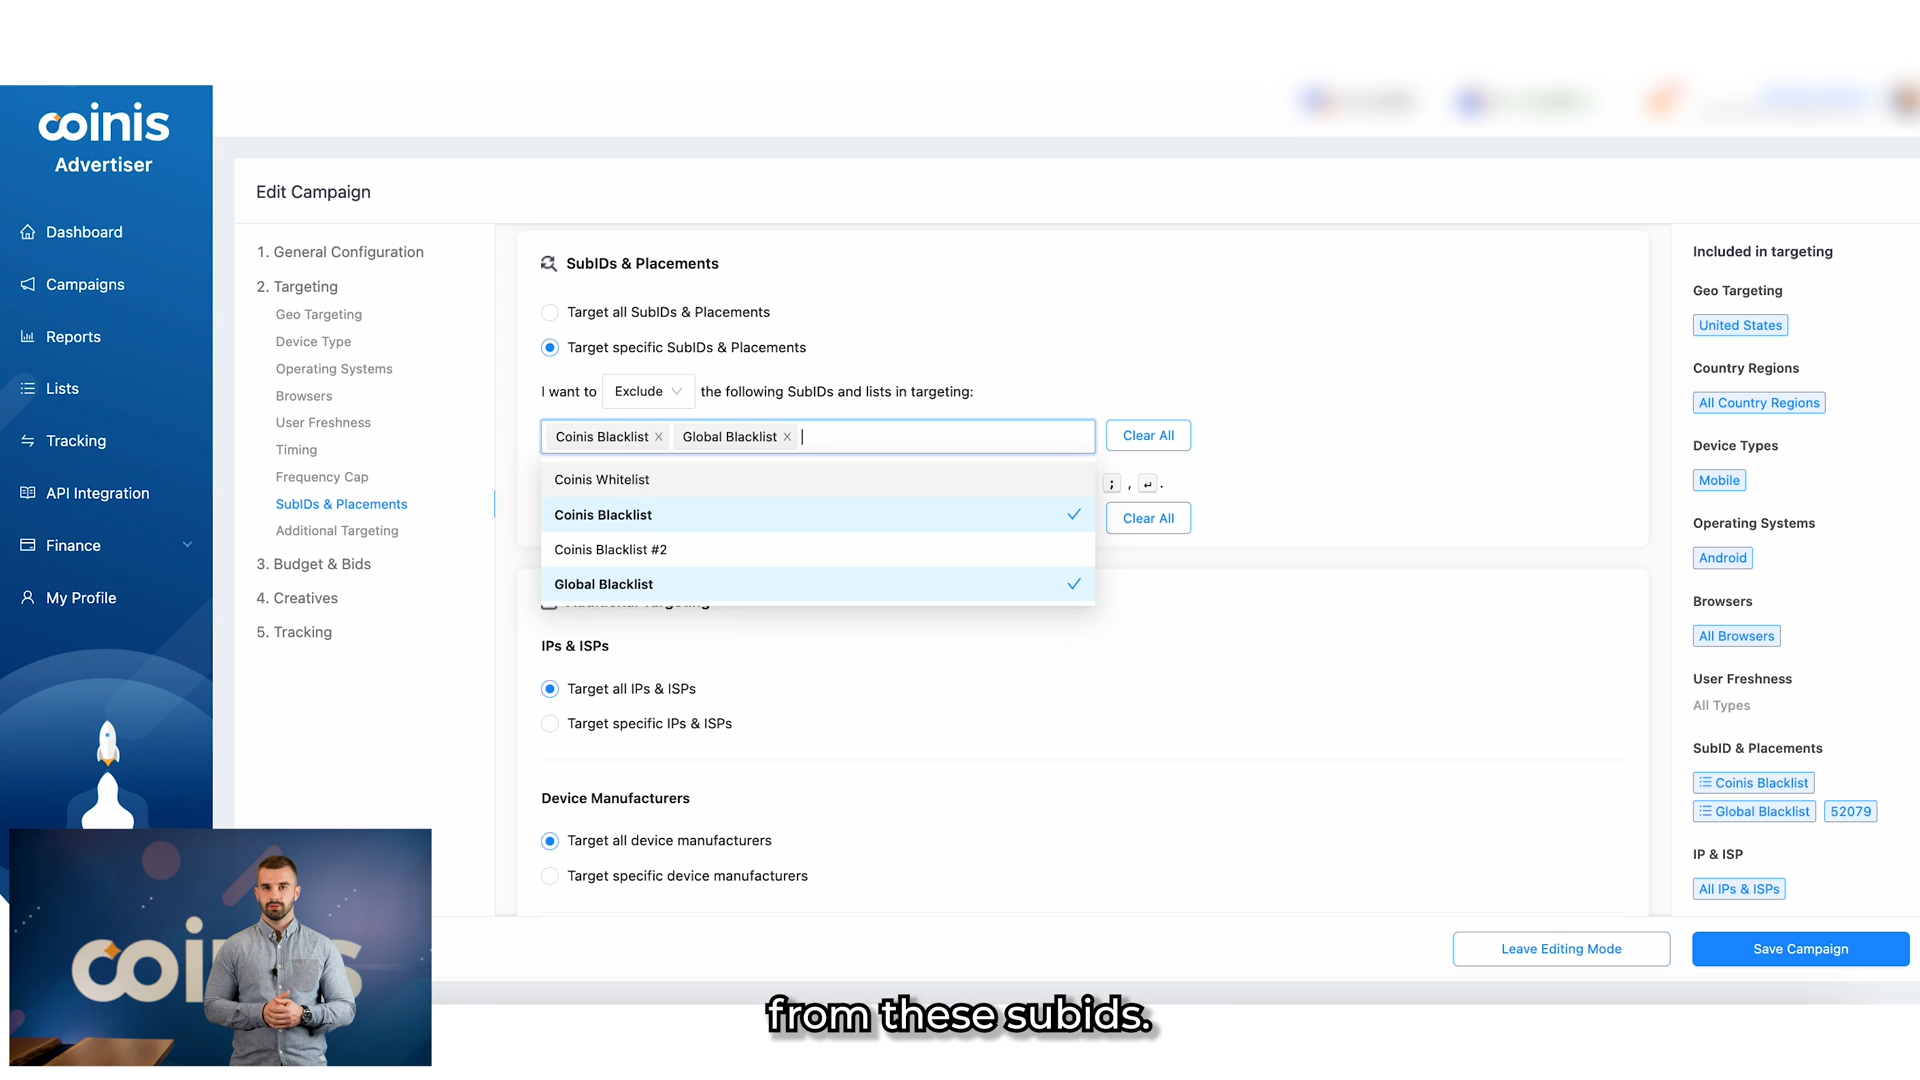 coinis
Advertiser
Dashboard
Campaigns
Reports
Lists
Tracking
API Integration
Finance
My Profile
Edit Campaign
1. General Configuration
2. Targeting
Geo Targeting
Device Type
Operating Systems
Browsers
User Freshness
Timing
Frequency Cap
SubIDs & Placements
Additional Targeting
3. Budget & Bids
4. Creatives
5. Tracking
SubIDs & Placements
Target all SubIDs & Placements
Target specific SubIDs & Placements
I want to Exclude the following SubIDs and lists in targeting:
Coinis Blacklist Global Blacklist Clear All
Coinis Whitelist
; , ↵ .
Coinis Blacklist
Clear All
Coinis Blacklist #2
Global Blacklist
Additional Targeting
IPs & ISPs
Target all IPs & ISPs
Target specific IPs & ISPs
Device Manufacturers
Target all device manufacturers
Target specific device manufacturers
Included in targeting
Geo Targeting
United States
Country Regions
All Country Regions
Device Types
Mobile
Operating Systems
Android
Browsers
All Browsers
User Freshness
All Types
SubID & Placements
Coinis Blacklist
Global Blacklist 52079
IP & ISP
All IPs & ISPs
Leave Editing Mode Save Campaign
from these subids.